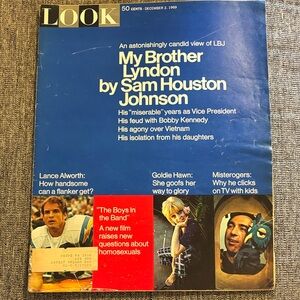 LOOK
50 CENTS · DECEMBER 2, 1969
An astonishingly candid view of LBJ
My Brother
Lyndon
by Sam Houston
Johnson
His "miserable" years as Vice President
His feud with Bobby Kennedy
His agony over Vietnam
His isolation from his daughters
Lance Alworth:
How handsome
can a flanker get?
"The Boys in
the Band"
A new film
raises new
questions about
homosexuals
Goldie Hawn:
She goofs her
way to glory
Misterogers:
Why he clicks
on TV with kids